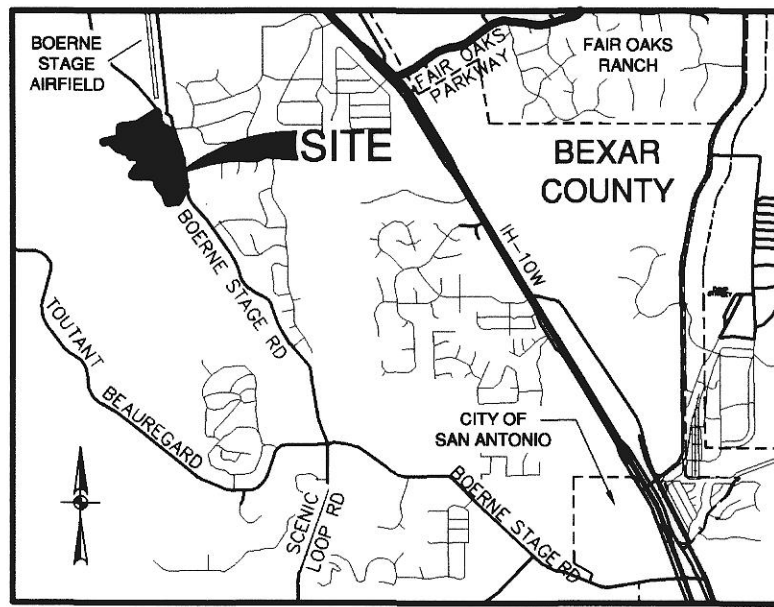 BOERNE
STAGE
AIRFIELD
FAIR OAKS
PARKWAY
FAIR OAKS
RANCH
SITE
BEXAR
COUNTY
BOERNE STAGE RD
IH-10W
TOUTANT
BEAUREGARD
CITY OF
SAN ANTONIO
SCENIC
LOOP RD
BOERNE STAGE RD